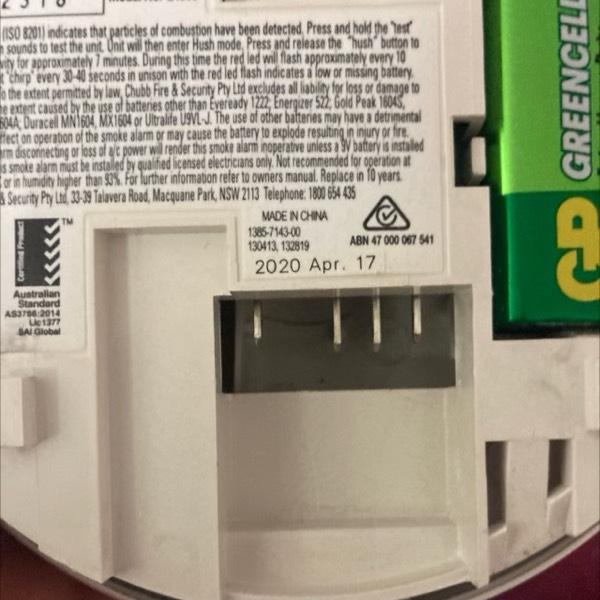 (ISO 8201) indicates that particles of combustion have been detected. Press and hold the "test"
sounds to test the unit. Unit will then enter Hush mode. Press and release the "hush" button to
for approximately 7 minutes. During this time the red led will flash approximately every 10
"chirp" every 30-40 seconds in unison with the red led flash indicates a low or missing battery.
o the extent permitted by law, Chubb Fire & Security Pty Ltd excludes all liability for loss or damage to
e extent caused by the use of batteries other than Eveready 1222, Energizer 522, Gold Peak 1604S,
604A, Duracell MN1604, MX1604 or Ultralife U9VL-J. The use of other batteries may have a detrimental
ffect on operation of the smoke alarm or may cause the battery to explode resulting in injury or fire.
rm disconnecting or loss of a/c power will render this smoke alarm inoperative unless a 9V battery is installed
s smoke alarm must be installed by qualified licensed electricians only. Not recommended for operation at
or in humidity higher than 93%. For further information refer to owners manual. Replace in 10 years.
& Security Pty Ltd, 33-39 Talavera Road, Macquarie Park, NSW 2113 Telephone: 1800 654 435
MADE IN CHINA
1385-7143-00
130413, 132819
ABN 47 000 067 541
2020 Apr. 17
Certified Product
TM
Australian
Standard
AS3786:2014
Lic1377
SAI Global
GREENCELL
GP